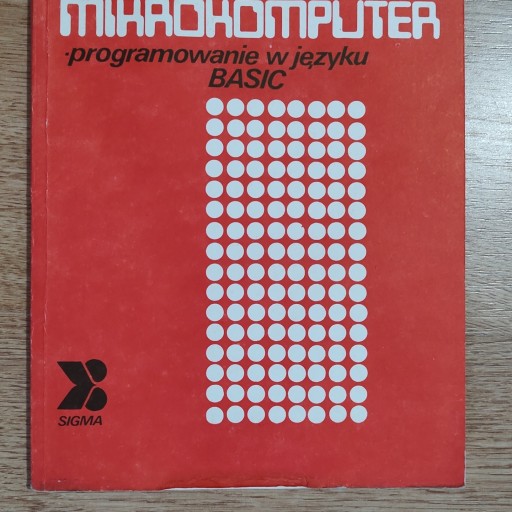 MIKROKOMPUTER
·programowanie w języku
BASIC
SIGMA